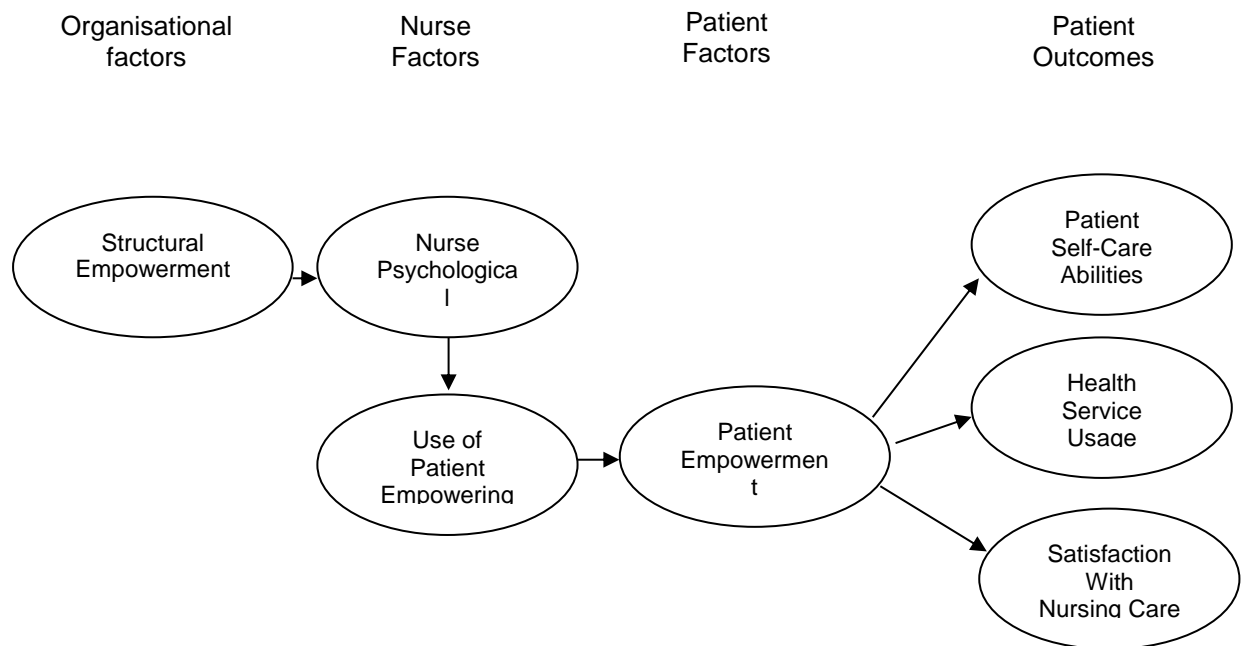 Organisational
factors
Nurse
Factors
Patient
Factors
Patient
Outcomes
Structural
Empowerment
Nurse
Psychologica
l
Use of
Patient
Empowering
Patient
Empowermen
t
Patient
Self-Care
Abilities
Health
Service
Usage
Satisfaction
With
Nursing Care